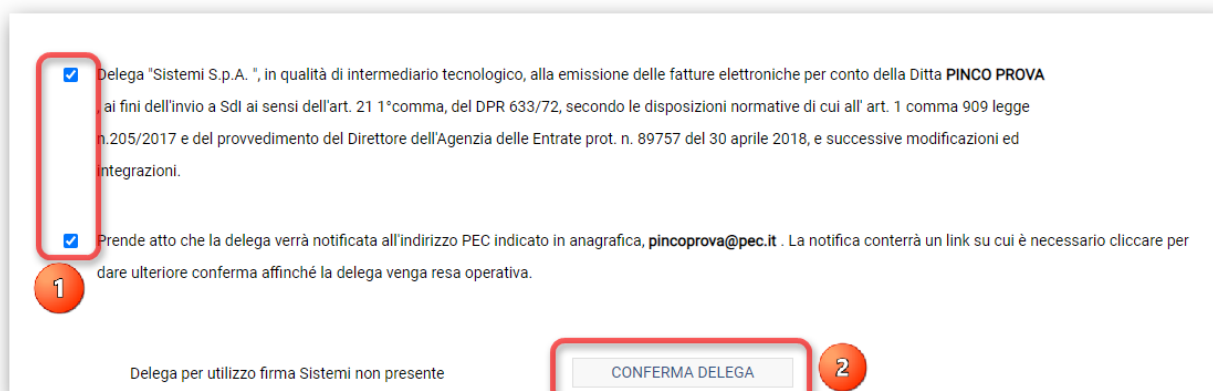 Delega "Sistemi S.p.A. ", in qualità di intermediario tecnologico, alla emissione delle fatture elettroniche per conto della Ditta PINCO PROVA
, ai fini dell'invio a SdI ai sensi dell'art. 21 1°comma, del DPR 633/72, secondo le disposizioni normative di cui all' art. 1 comma 909 legge
n.205/2017 e del provvedimento del Direttore dell'Agenzia delle Entrate prot. n. 89757 del 30 aprile 2018, e successive modificazioni ed
integrazioni.
Prende atto che la delega verrà notificata all'indirizzo PEC indicato in anagrafica, pincoprova@pec.it . La notifica conterrà un link su cui è necessario cliccare per
dare ulteriore conferma affinché la delega venga resa operativa.
1
Delega per utilizzo firma Sistemi non presente CONFERMA DELEGA 2